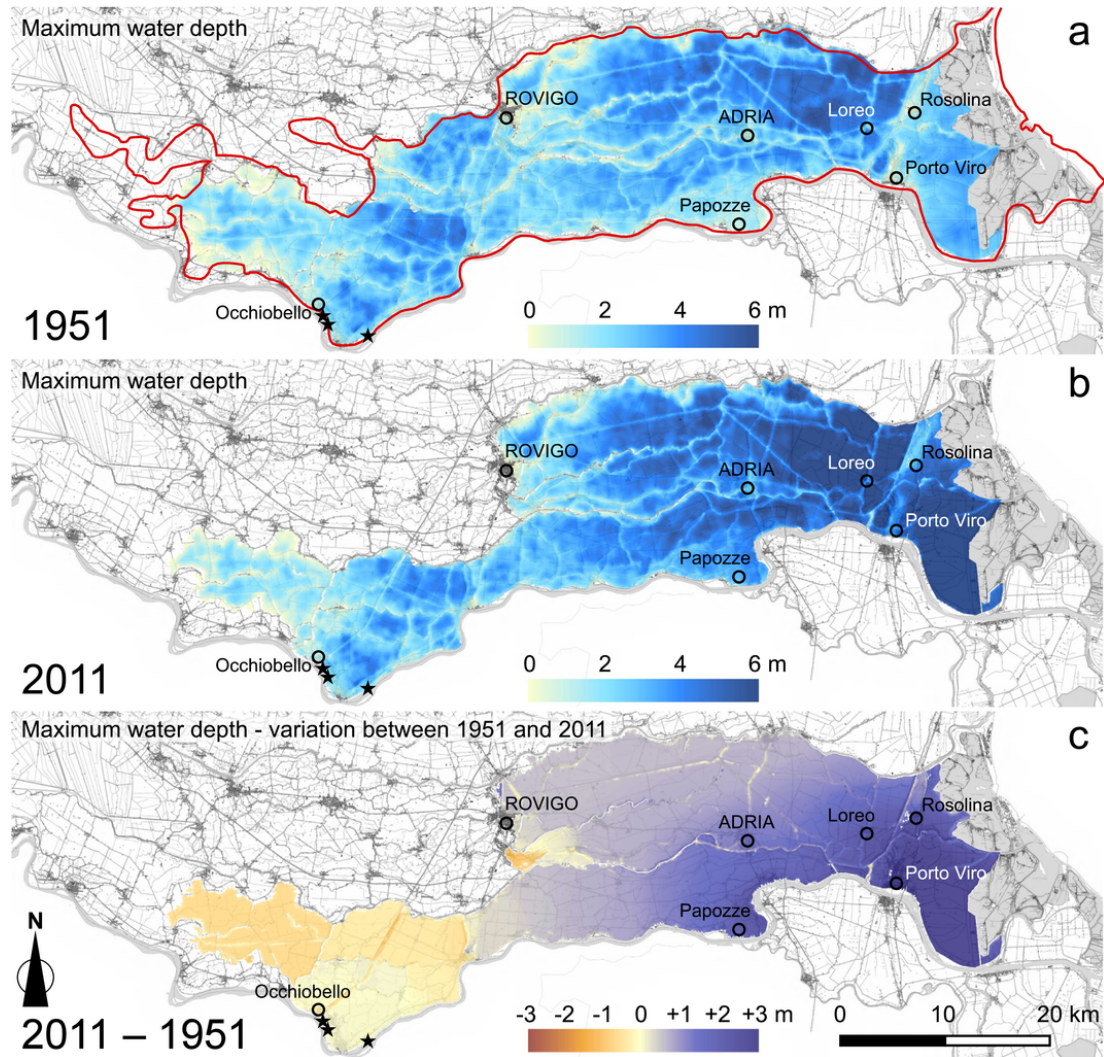 Maximum water depth
a
ROVIGO
ADRIA
Loreo
Rosolina
Porto Viro
Papozze
Occhiobello
0 2 4 6 m
1951
Maximum water depth
b
ROVIGO
ADRIA
Loreo
Rosolina
Porto Viro
Papozze
Occhiobello
0 2 4 6 m
2011
Maximum water depth - variation between 1951 and 2011
c
ROVIGO
ADRIA
Loreo
Rosolina
Porto Viro
Papozze
N
Occhiobello
-3 -2 -1 0 +1 +2 +3 m
0 10 20 km
2011 – 1951